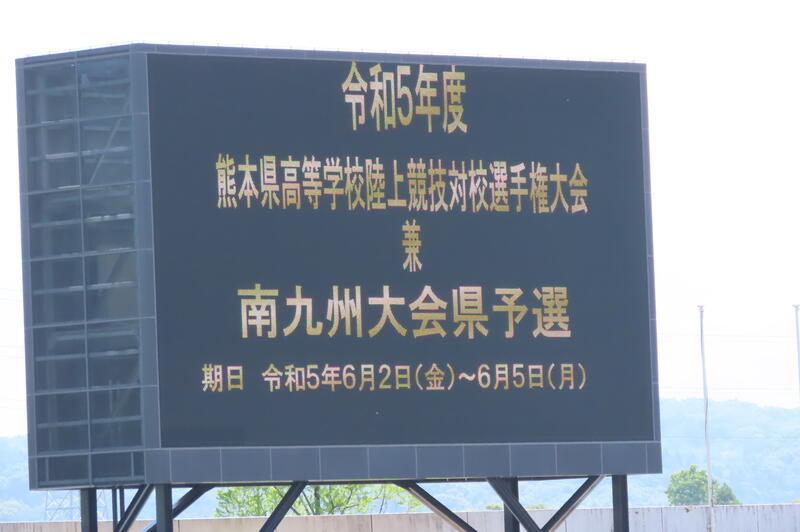 令和5年度
熊本県高等学校陸上競技対校選手権大会
兼
南九州大会県予選
期日 令和5年6月2日(金)～6月5日(月)